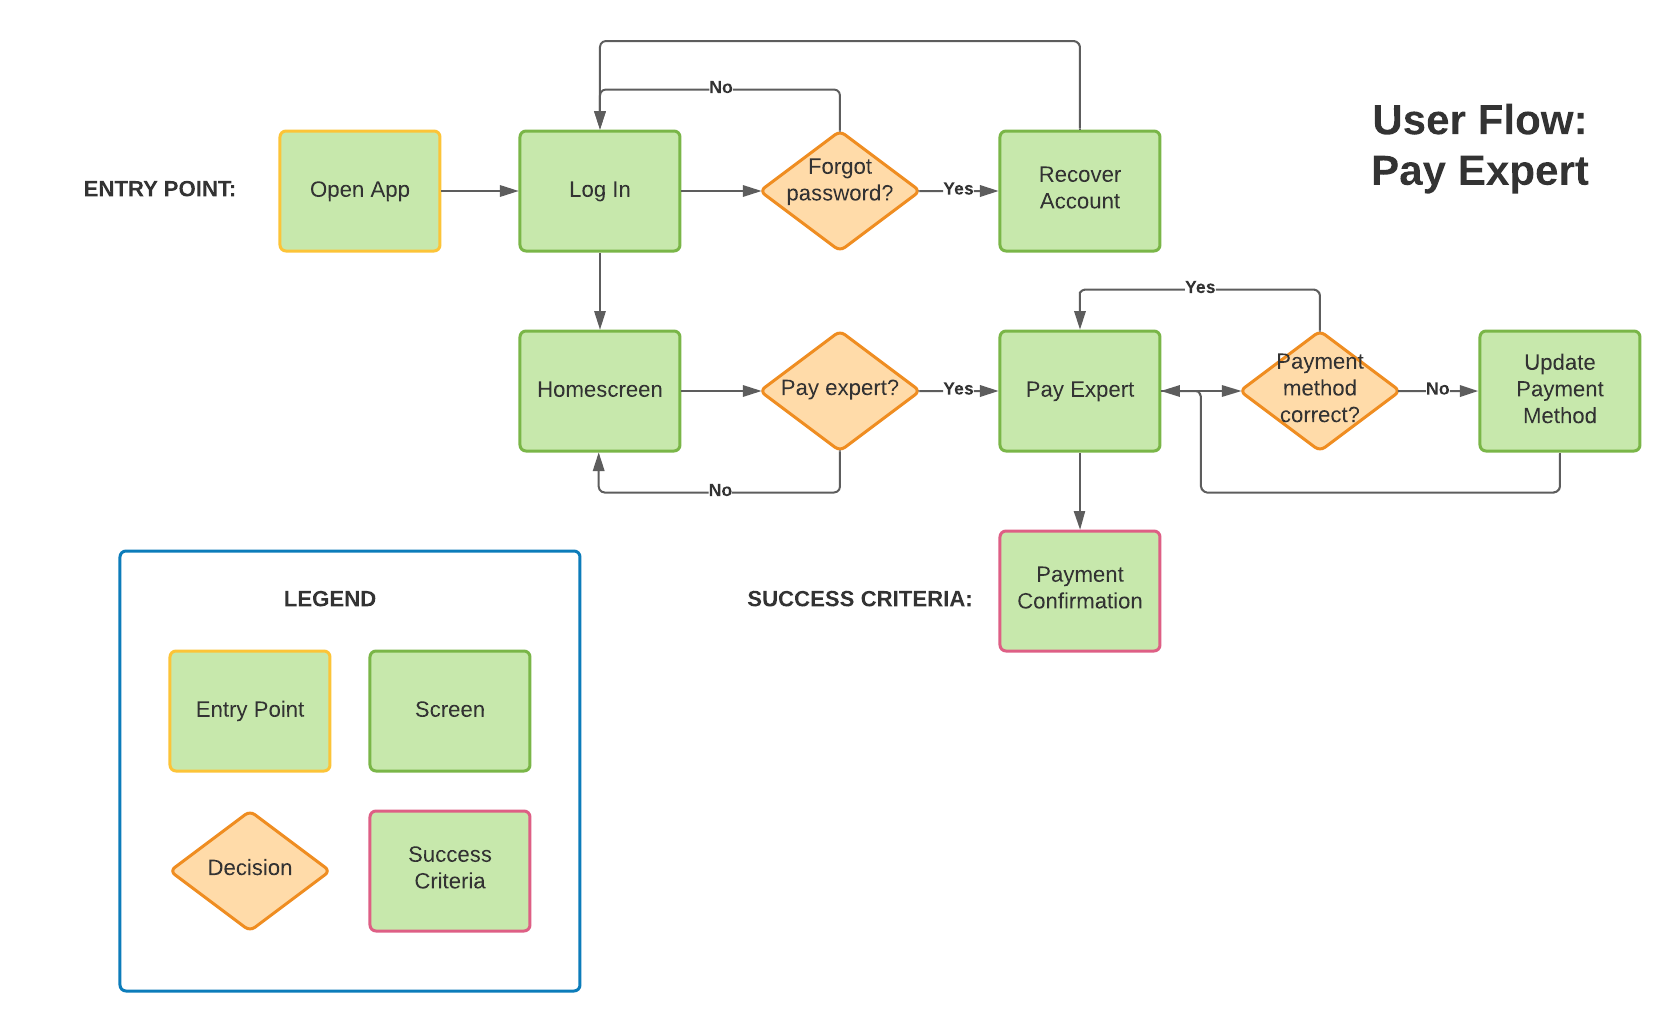 User Flow:
Pay Expert
No
ENTRY POINT:
Open App
Log In
Forgot
password?
Yes
Recover
Account
Yes
Homescreen
Pay expert?
Yes
Pay Expert
Payment
method
correct?
No
Update
Payment
Method
No
SUCCESS CRITERIA:
Payment
Confirmation
LEGEND
Entry Point
Screen
Decision
Success
Criteria